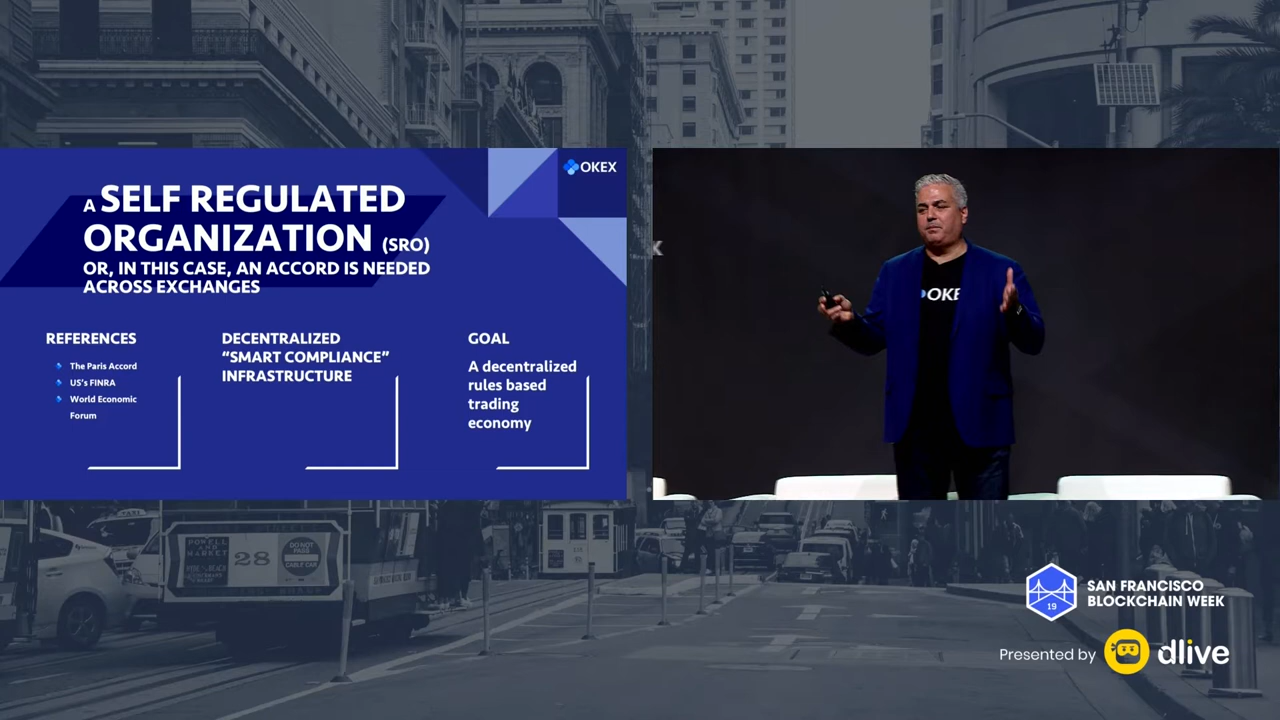 OKEX
A SELF REGULATED
ORGANIZATION (SRO)
OR, IN THIS CASE, AN ACCORD IS NEEDED
ACROSS EXCHANGES
REFERENCES
The Paris Accord
US's FINRA
World Economic
Forum
DECENTRALIZED
“SMART COMPLIANCE”
INFRASTRUCTURE
GOAL
A decentralized
rules based
trading
economy
OKE
TAXI
POWELL
AND
MARKET
28
DO NOT
PASS
CABLE CAR
19
SAN FRANCISCO
BLOCKCHAIN WEEK
Presented by dlive